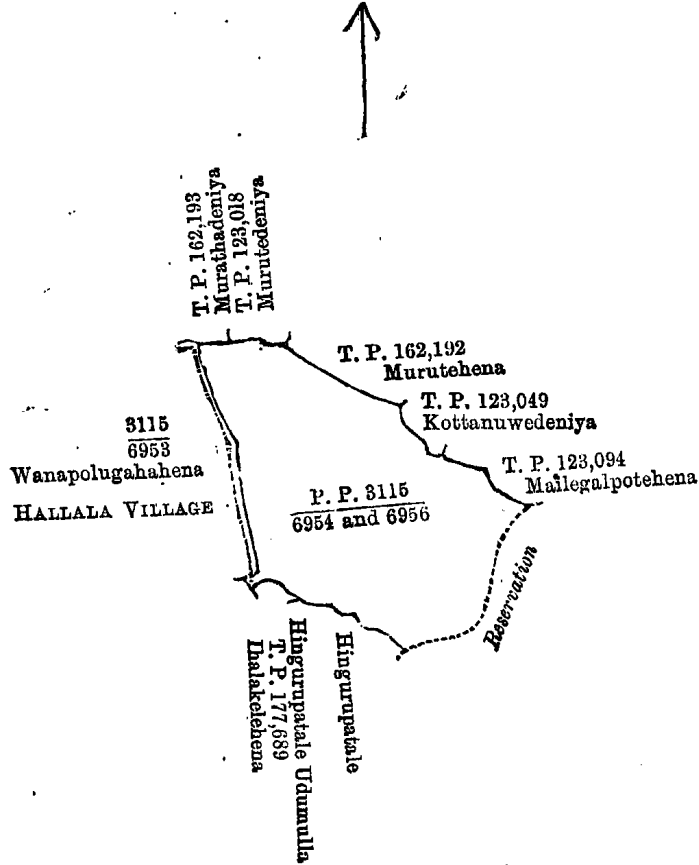 T. P. 162,193
Murathadeniya
T. P. 123,018
Murutedeniya
T. P. 162,192
Murutehena
T. P. 123,049
Kottanuwedeniya
T. P. 123,094
Mailegalpotehena
3115
6953
Wanapolugahahena
HALLALA VILLAGE
P. P. 3115
6954 and 6956
Reservation
Hingurupatale
Hingurupatale Udumulla
T. P. 177,689
Ihalakelehena